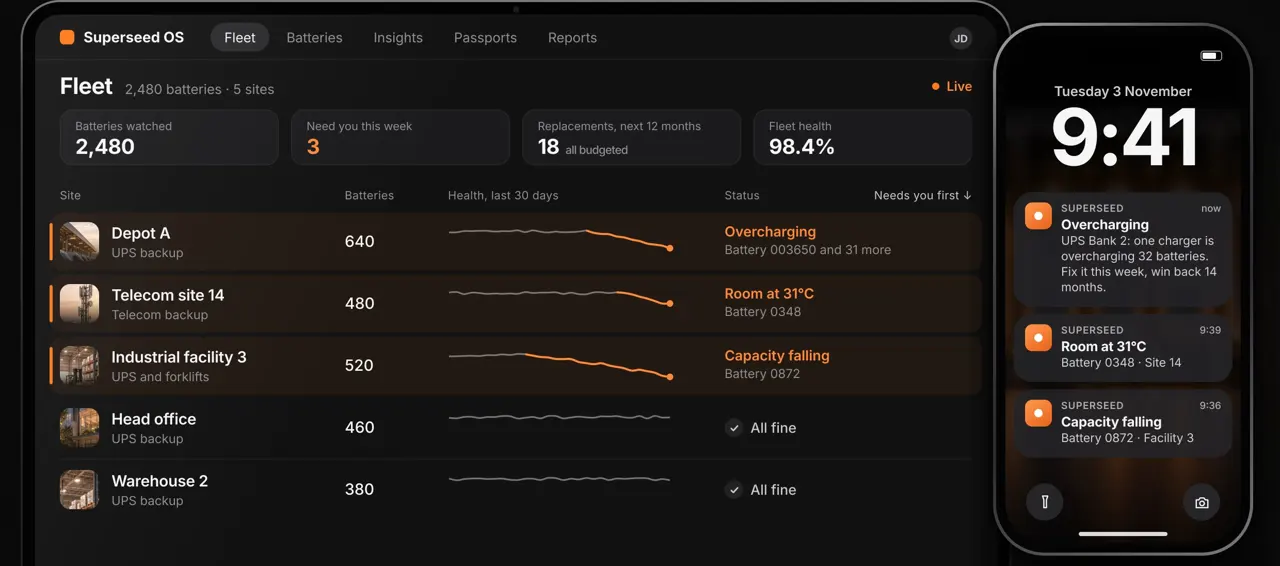 Superseed OS
Fleet
Batteries
Insights
Passports
Reports
JD
Fleet
2,480 batteries · 5 sites
Live
Batteries watched
2,480
Need you this week
3
Replacements, next 12 months
18 all budgeted
Fleet health
98.4%
Site
Batteries
Health, last 30 days
Status
Needs you first ↓
Depot A
UPS backup
640
Overcharging
Battery 003650 and 31 more
Telecom site 14
Telecom backup
480
Room at 31°C
Battery 0348
Industrial facility 3
UPS and forklifts
520
Capacity falling
Battery 0872
Head office
UPS backup
460
All fine
Warehouse 2
UPS backup
380
All fine
Tuesday 3 November
9:41
SUPERSEED
now
Overcharging
UPS Bank 2: one charger is
overcharging 32 batteries.
Fix it this week, win back 14
months.
SUPERSEED
9:39
Room at 31°C
Battery 0348 · Site 14
SUPERSEED
9:36
Capacity falling
Battery 0872 · Facility 3